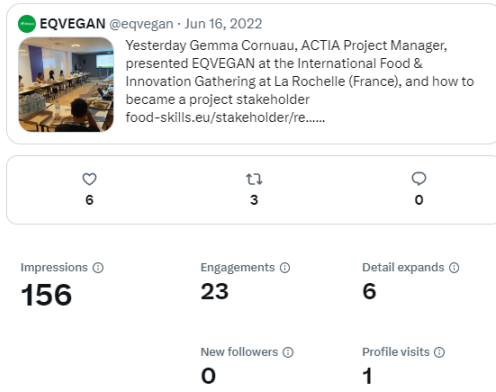 EQVEGAN @eqvegan · Jun 16, 2022
Yesterday Gemma Cornuau, ACTIA Project Manager,
presented EQVEGAN at the International Food &
Innovation Gathering at La Rochelle (France), and how to
became a project stakeholder
food-skills.eu/stakeholder/re......
6 3 0
Impressions Engagements Detail expands
156 23 6
New followers Profile visits
0 1